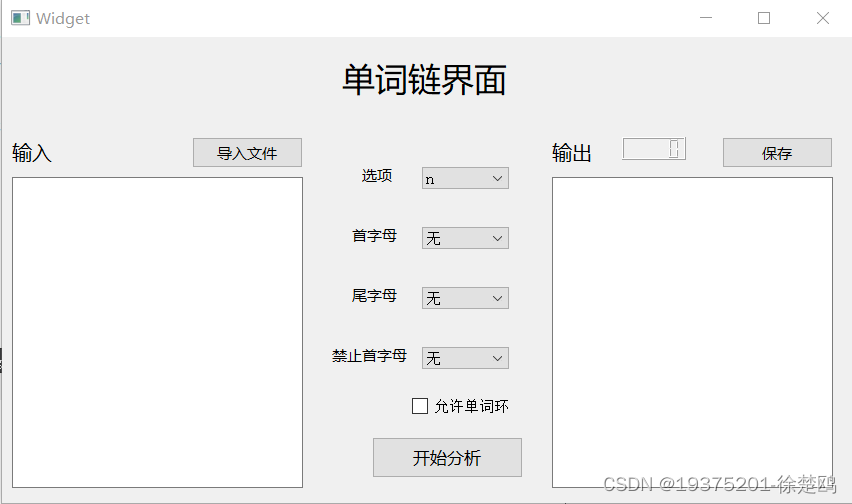 Widget
单词链界面
输入
导入文件
输出
0
保存
选项
n
首字母
无
尾字母
无
禁止首字母
无
允许单词环
开始分析
CSDN @19375201-徐楚鸥